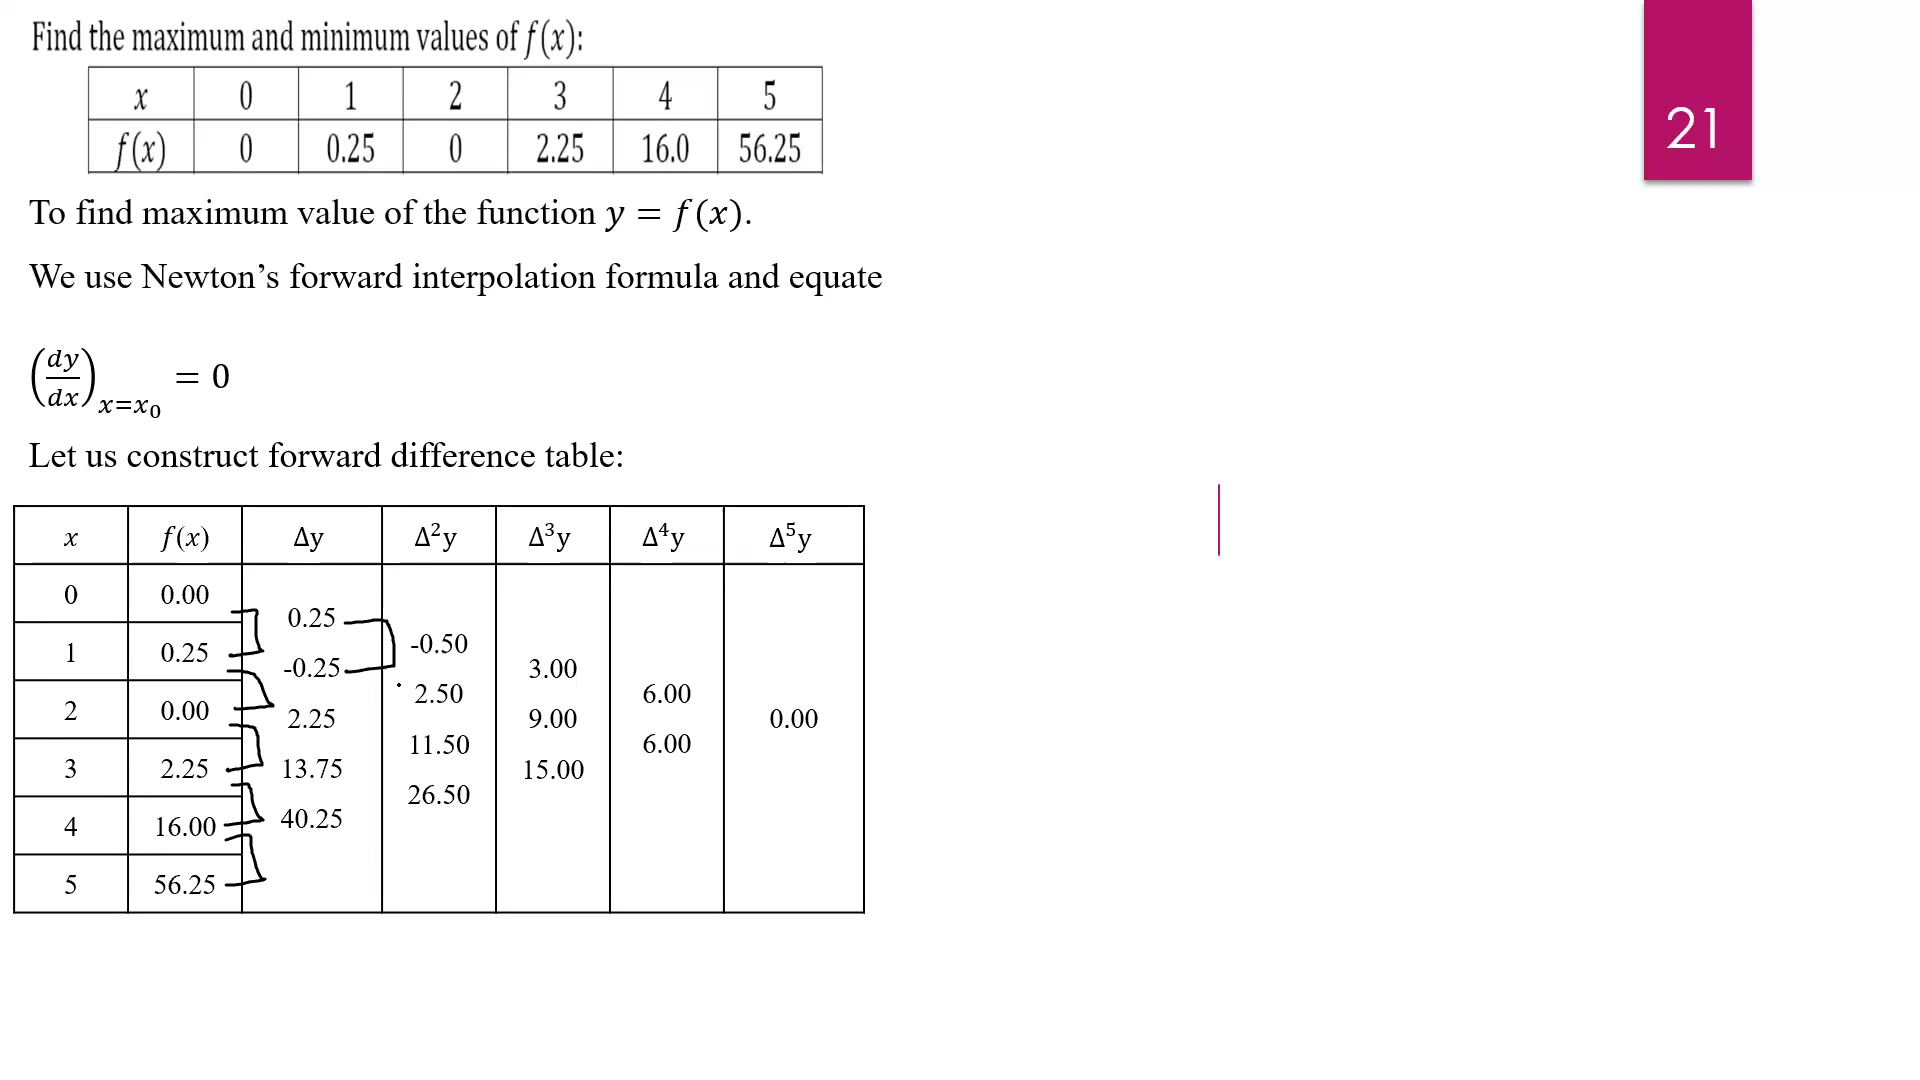 Find the maximum and minimum values of f(x):
x 0 1 2 3 4 5
f(x) 0 0.25 0 2.25 16.0 56.25
21
To find maximum value of the function y = f(x).
We use Newton's forward interpolation formula and equate
(dy/dx)ₓ₌ₓ₀ = 0
Let us construct forward difference table:
x f(x) Δy Δ²y Δ³y Δ⁴y Δ⁵y
0 0.00
0.25
-0.50
1 0.25
-0.25 3.00
2.50 6.00
2 0.00
2.25 9.00 0.00
11.50 6.00
3 2.25
13.75 15.00
26.50
4 16.00
40.25
5 56.25